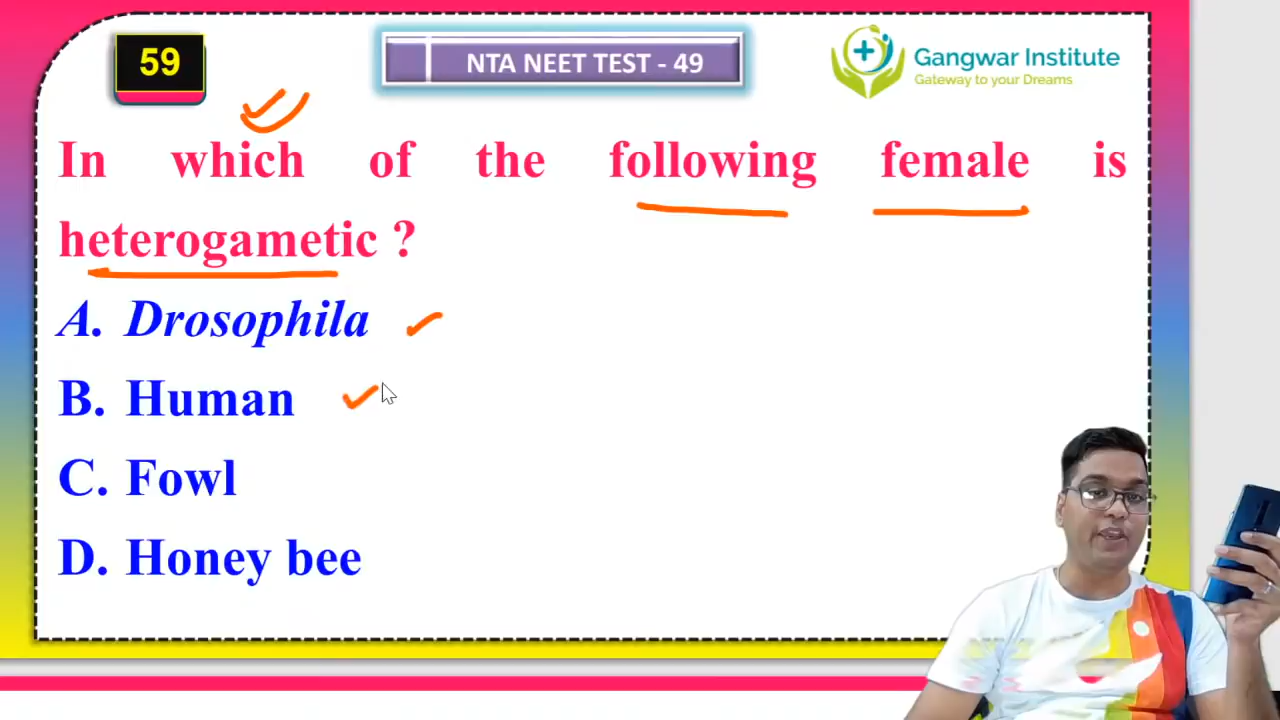 59
NTA NEET TEST - 49
Gangwar Institute
Gateway to your Dreams
In which of the following female is
heterogametic ?
A. Drosophila
B. Human
C. Fowl
D. Honey bee